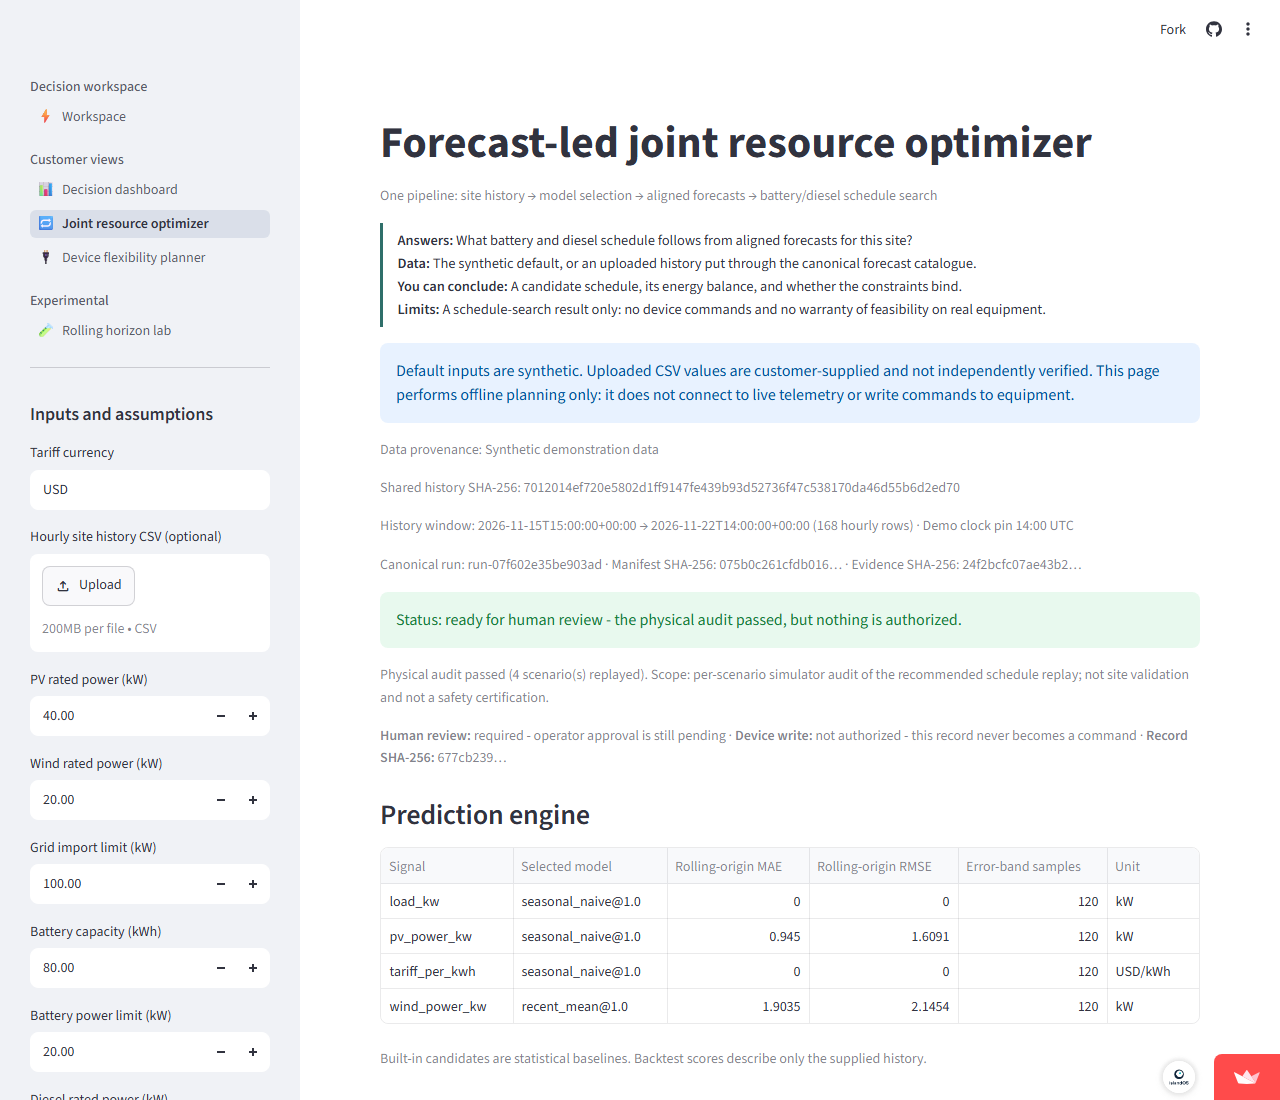 Fork
Decision workspace
Workspace
Customer views
Decision dashboard
Joint resource optimizer
Device flexibility planner
Experimental
Rolling horizon lab
Inputs and assumptions
Tariff currency
USD
Hourly site history CSV (optional)
Upload
200MB per file • CSV
PV rated power (kW)
40.00
Wind rated power (kW)
20.00
Grid import limit (kW)
100.00
Battery capacity (kWh)
80.00
Battery power limit (kW)
20.00
Diesel rated power (kW)
Forecast-led joint resource optimizer
One pipeline: site history → model selection → aligned forecasts → battery/diesel schedule search
Answers: What battery and diesel schedule follows from aligned forecasts for this site?
Data: The synthetic default, or an uploaded history put through the canonical forecast catalogue.
You can conclude: A candidate schedule, its energy balance, and whether the constraints bind.
Limits: A schedule-search result only: no device commands and no warranty of feasibility on real equipment.
Default inputs are synthetic. Uploaded CSV values are customer-supplied and not independently verified. This page
performs offline planning only: it does not connect to live telemetry or write commands to equipment.
Data provenance: Synthetic demonstration data
Shared history SHA-256: 7012014ef720e5802d1ff9147fe439b93d52736f47c538170da46d55b6d2ed70
History window: 2026-11-15T15:00:00+00:00 → 2026-11-22T14:00:00+00:00 (168 hourly rows) · Demo clock pin 14:00 UTC
Canonical run: run-07f602e35be903ad · Manifest SHA-256: 075b0c261cfdb016… · Evidence SHA-256: 24f2bcfc07ae43b2…
Status: ready for human review - the physical audit passed, but nothing is authorized.
Physical audit passed (4 scenario(s) replayed). Scope: per-scenario simulator audit of the recommended schedule replay; not site validation
and not a safety certification.
Human review: required - operator approval is still pending · Device write: not authorized - this record never becomes a command · Record
SHA-256: 677cb239…
Prediction engine
Signal Selected model Rolling-origin MAE Rolling-origin RMSE Error-band samples Unit
load_kw seasonal_naive@1.0 0 0 120 kW
pv_power_kw seasonal_naive@1.0 0.945 1.6091 120 kW
tariff_per_kwh seasonal_naive@1.0 0 0 120 USD/kWh
wind_power_kw recent_mean@1.0 1.9035 2.1454 120 kW
Built-in candidates are statistical baselines. Backtest scores describe only the supplied history.